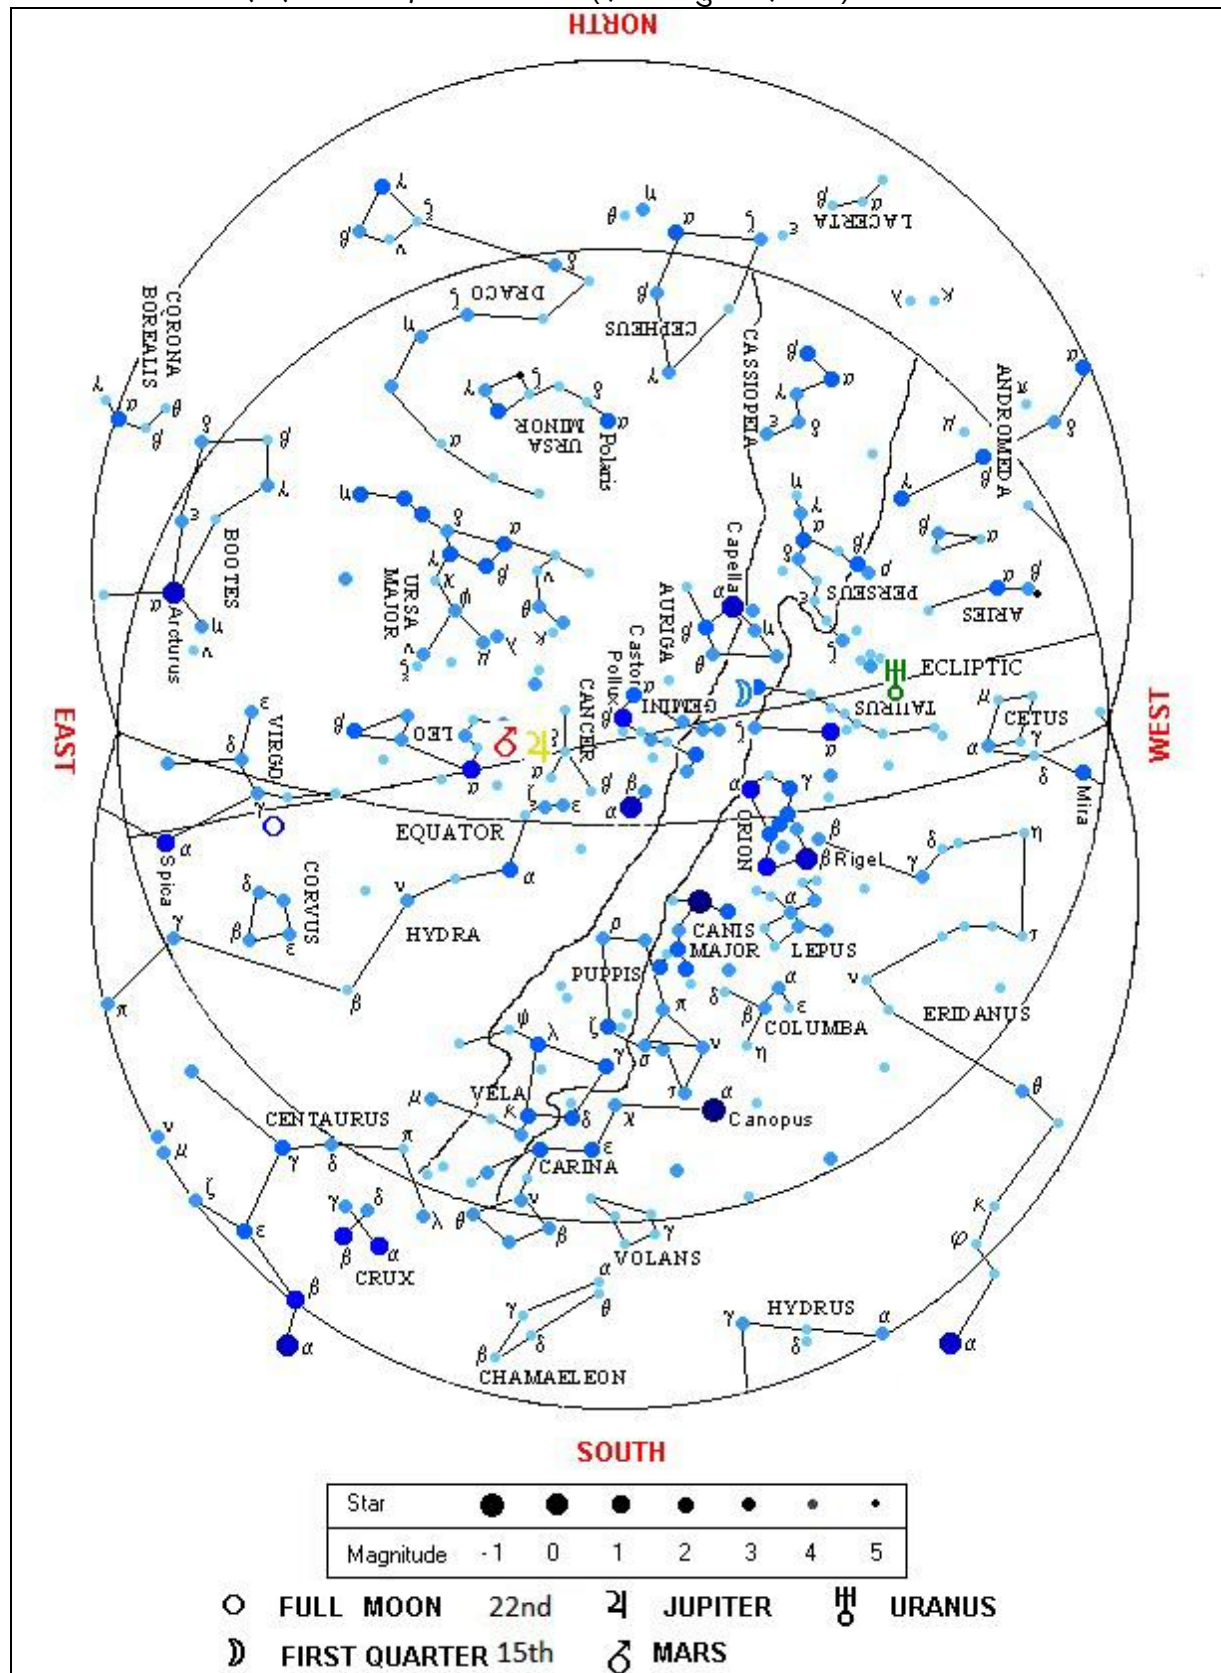 NORTH
LACERTA
DRACO
CEPHEUS
CASSIOPEIA
CORONA
BOREALIS
URSA
MINOR
Polaris
ANDROMEDA
BOOTES
Arcturus
URSA
MAJOR
Capella
AURIGA
PERSEUS
ARIES
Castor
Pollux
GEMINI
ECLIPTIC
TAURUS
CETUS
CANCER
LEO
VIRGO
EAST
WEST
Mira
EQUATOR
ORION
β Rigel
Spica
CORVUS
HYDRA
CANIS
MAJOR
LEPUS
PUPPIS
COLUMBA
ERIDANUS
VELA
CENTAURUS
Canopus
CARINA
CRUX
VOLANS
HYDRUS
CHAMAELEON
SOUTH
Star
Magnitude -1 0 1 2 3 4 5
FULL MOON 22nd JUPITER URANUS
FIRST QUARTER 15th MARS